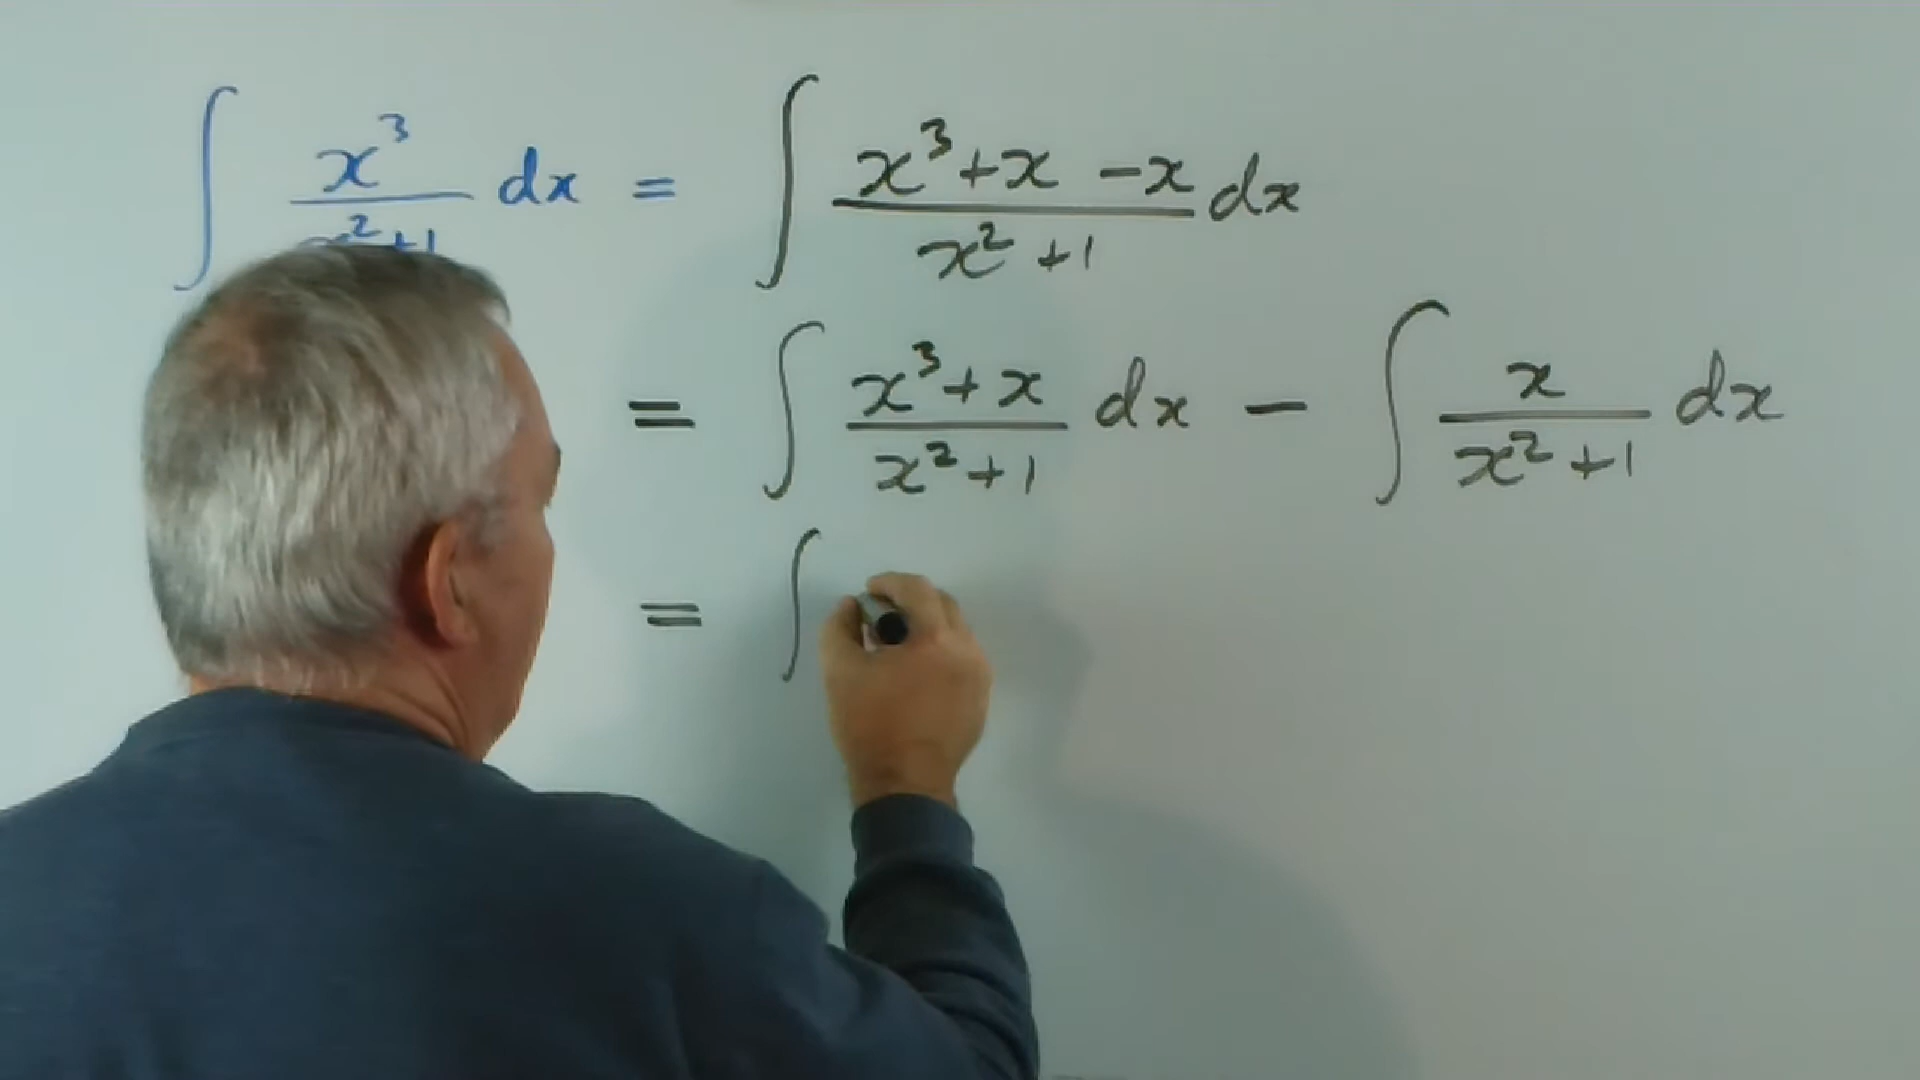 ∫ x³/x²+1 dx = ∫ x³+x-x/x²+1 dx
= ∫ x³+x/x²+1 dx - ∫ x/x²+1 dx
= ∫